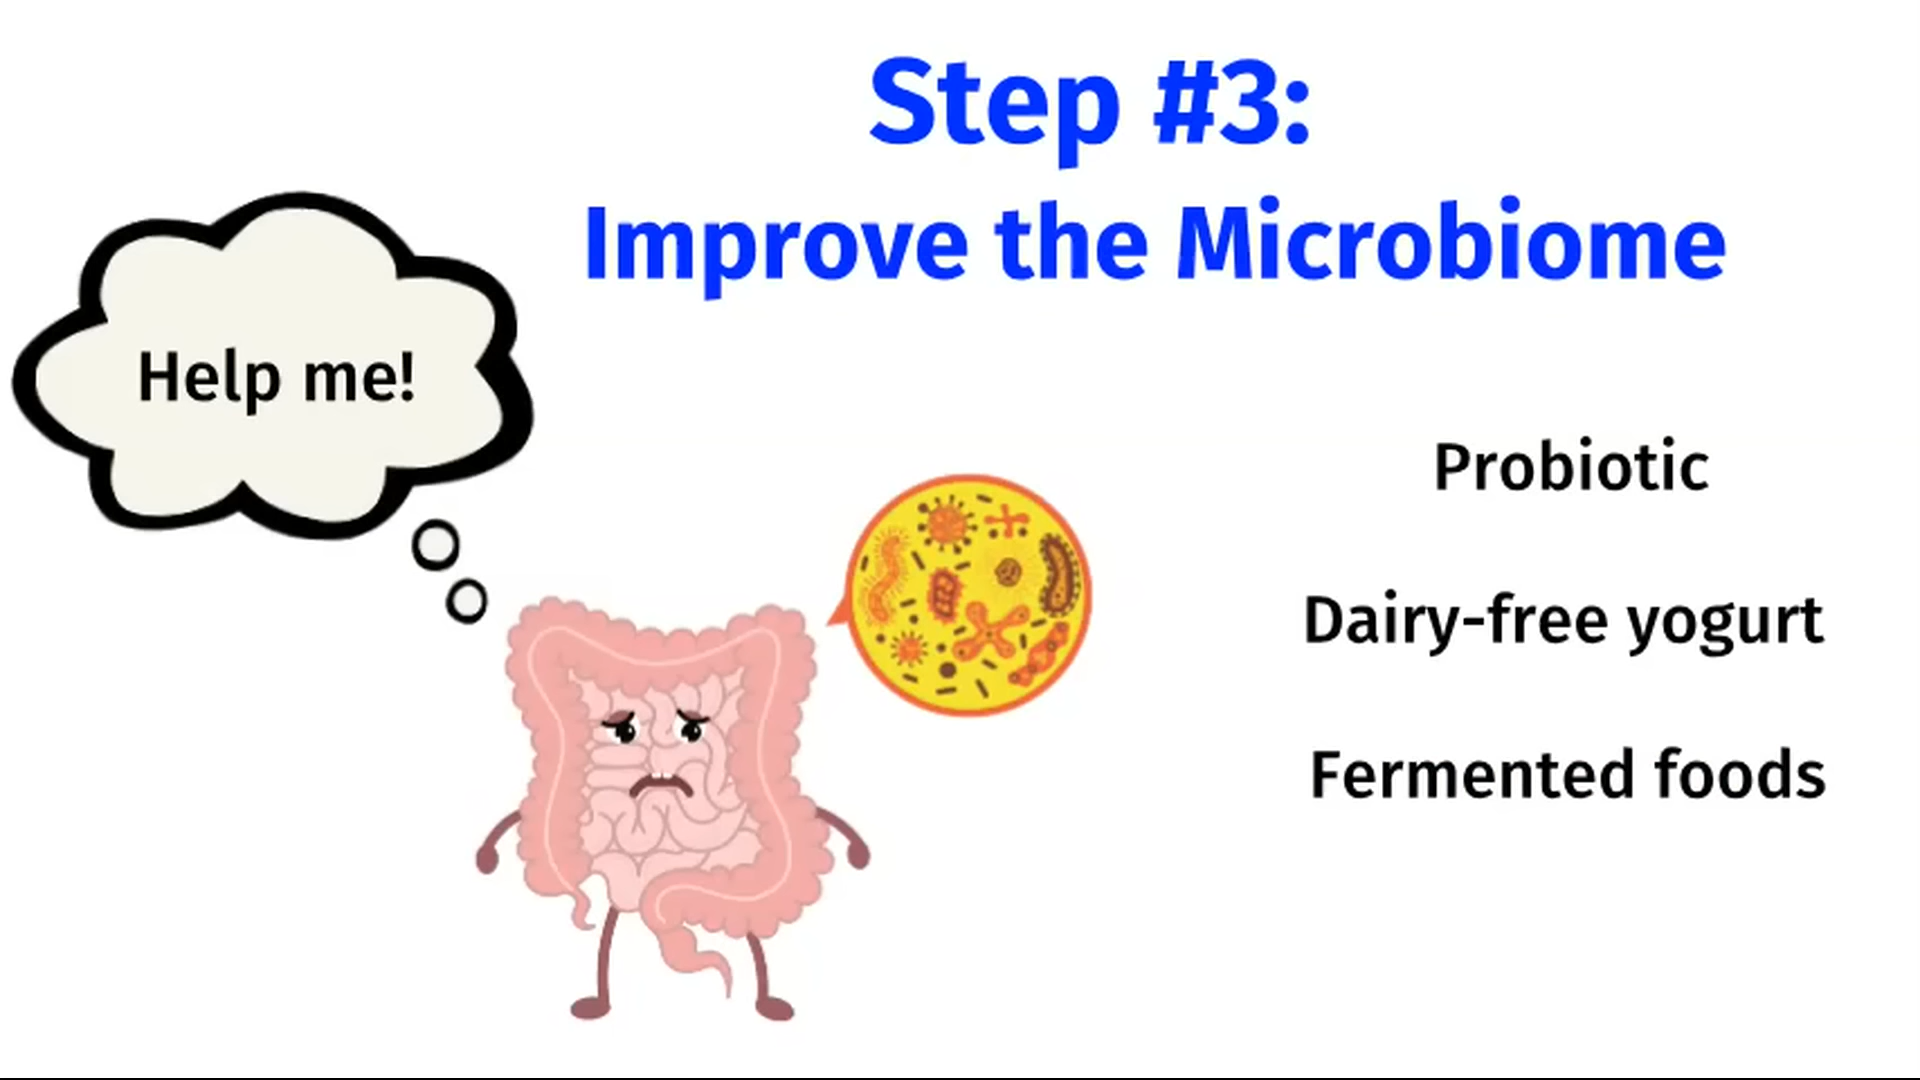 Step #3:
Improve the Microbiome
Help me!
Probiotic
Dairy-free yogurt
Fermented foods